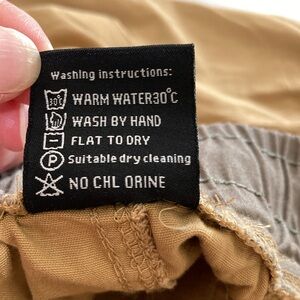 Washing instructions:
30°C WARM WATER30°C
WASH BY HAND
FLAT TO DRY
P Suitable dry cleaning
NO CHL ORINE